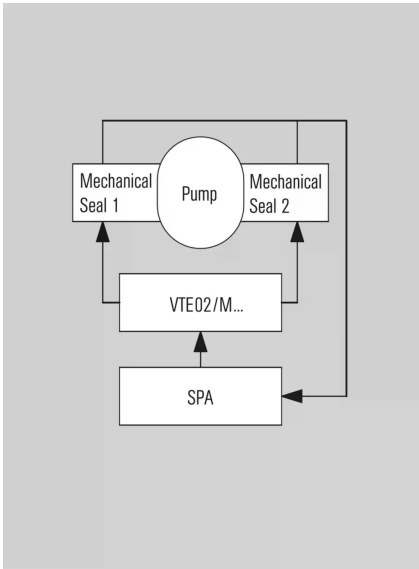 Mechanical
Seal 1
Pump
Mechanical
Seal 2
VTE02/M...
SPA